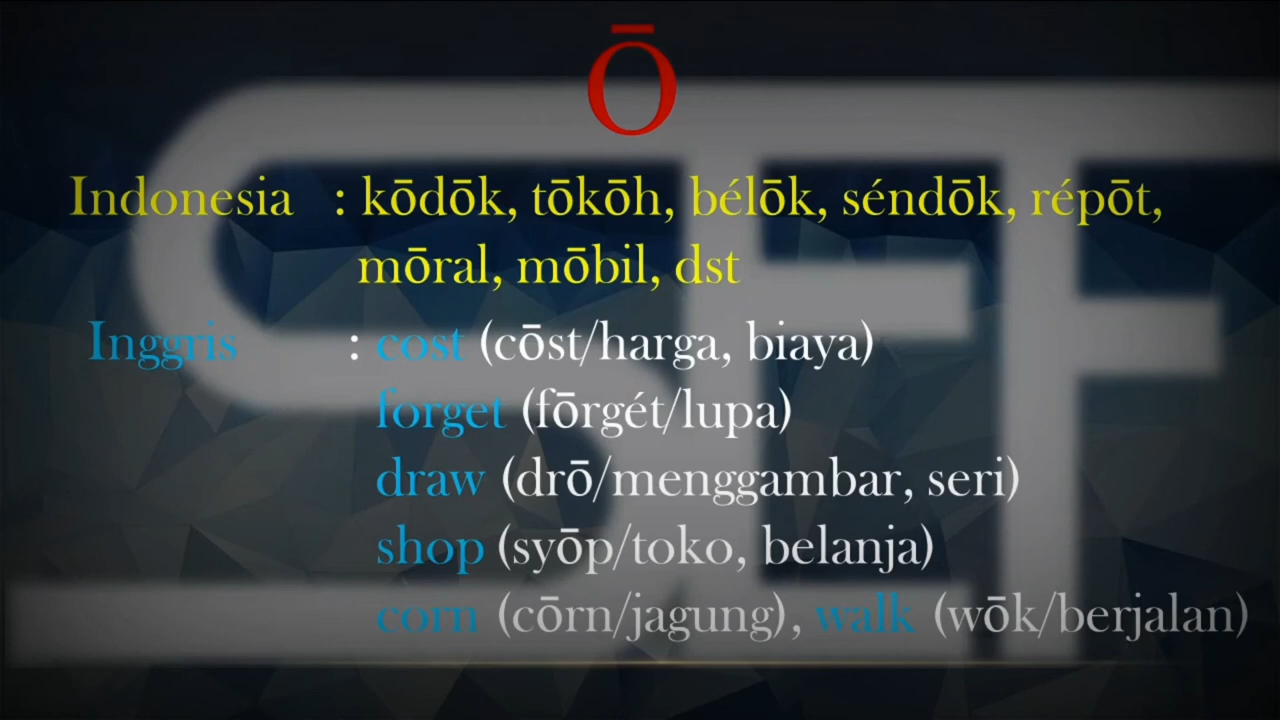 Ō
Indonesia : kōdōk, tōkōh, bélōk, séndōk, répōt,
mōral, mōbil, dst
Inggris : cost (cōst/harga, biaya)
forget (fōrgét/lupa)
draw (drō/menggambar, seri)
shop (syōp/toko, belanja)
corn (cōrn/jagung), walk (wōk/berjalan)